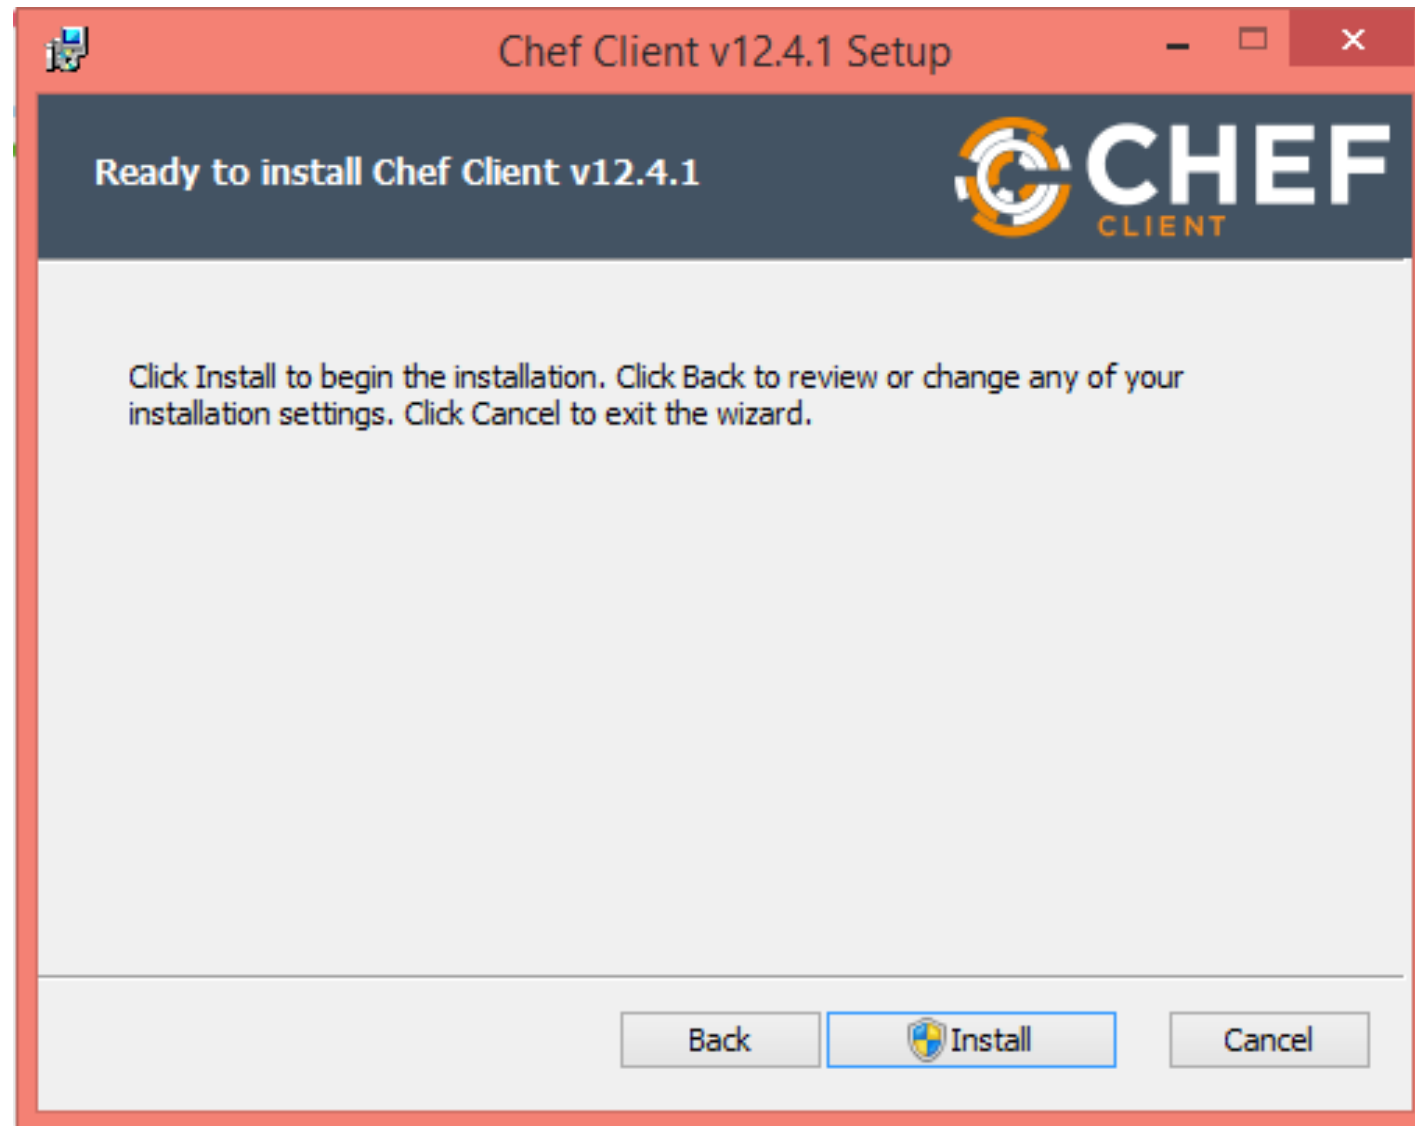 Chef Client v12.4.1 Setup
Ready to install Chef Client v12.4.1
CHEF
CLIENT
Click Install to begin the installation. Click Back to review or change any of your
installation settings. Click Cancel to exit the wizard.
Back
Install
Cancel